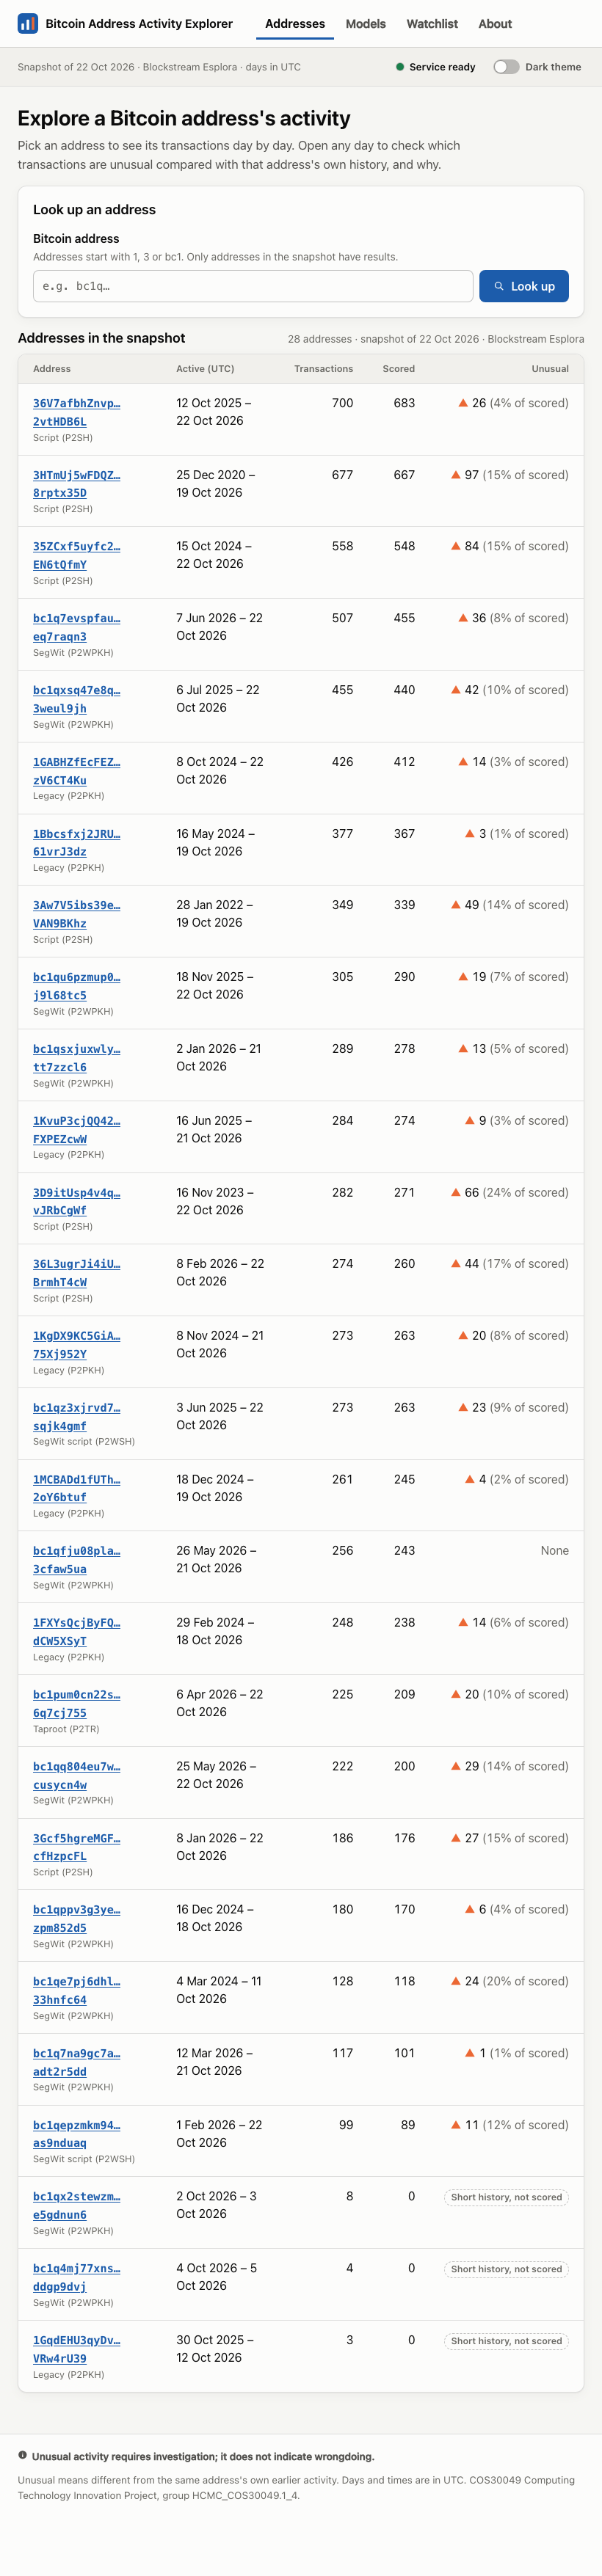 Bitcoin Address Activity Explorer
Addresses
Models
Watchlist
About
Snapshot of 22 Oct 2026 · Blockstream Esplora · days in UTC
Service ready
Dark theme
Explore a Bitcoin address's activity
Pick an address to see its transactions day by day. Open any day to check which
transactions are unusual compared with that address's own history, and why.
Look up an address
Bitcoin address
Addresses start with 1, 3 or bc1. Only addresses in the snapshot have results.
e.g. bc1q…
Look up
Addresses in the snapshot
28 addresses · snapshot of 22 Oct 2026 · Blockstream Esplora
Address Active (UTC) Transactions Scored Unusual
36V7afbhZnvp… 12 Oct 2025 – 700 683 ▲ 26 (4% of scored)
2vtHDB6L 22 Oct 2026
Script (P2SH)
3HTmUj5wFDQZ… 25 Dec 2020 – 677 667 ▲ 97 (15% of scored)
8rptx35D 19 Oct 2026
Script (P2SH)
35ZCxf5uyfc2… 15 Oct 2024 – 558 548 ▲ 84 (15% of scored)
EN6tQfmY 22 Oct 2026
Script (P2SH)
bc1q7evspfau… 7 Jun 2026 – 22 507 455 ▲ 36 (8% of scored)
eq7raqn3 Oct 2026
SegWit (P2WPKH)
bc1qxsq47e8q… 6 Jul 2025 – 22 455 440 ▲ 42 (10% of scored)
3weul9jh Oct 2026
SegWit (P2WPKH)
1GABHZfEcFEZ… 8 Oct 2024 – 22 426 412 ▲ 14 (3% of scored)
zV6CT4Ku Oct 2026
Legacy (P2PKH)
1Bbcsfxj2JRU… 16 May 2024 – 377 367 ▲ 3 (1% of scored)
61vrJ3dz 19 Oct 2026
Legacy (P2PKH)
3Aw7V5ibs39e… 28 Jan 2022 – 349 339 ▲ 49 (14% of scored)
VAN9BKhz 19 Oct 2026
Script (P2SH)
bc1qu6pzmup0… 18 Nov 2025 – 305 290 ▲ 19 (7% of scored)
j9l68tc5 22 Oct 2026
SegWit (P2WPKH)
bc1qsxjuxwly… 2 Jan 2026 – 21 289 278 ▲ 13 (5% of scored)
tt7zzcl6 Oct 2026
SegWit (P2WPKH)
1KvuP3cjQQ42… 16 Jun 2025 – 284 274 ▲ 9 (3% of scored)
FXPEZcwW 21 Oct 2026
Legacy (P2PKH)
3D9itUsp4v4q… 16 Nov 2023 – 282 271 ▲ 66 (24% of scored)
vJRbCgWf 22 Oct 2026
Script (P2SH)
36L3ugrJi4iU… 8 Feb 2026 – 22 274 260 ▲ 44 (17% of scored)
BrmhT4cW Oct 2026
Script (P2SH)
1KgDX9KC5GiA… 8 Nov 2024 – 21 273 263 ▲ 20 (8% of scored)
75Xj952Y Oct 2026
Legacy (P2PKH)
bc1qz3xjrvd7… 3 Jun 2025 – 22 273 263 ▲ 23 (9% of scored)
sqjk4gmf Oct 2026
SegWit script (P2WSH)
1MCBADd1fUTh… 18 Dec 2024 – 261 245 ▲ 4 (2% of scored)
2oY6btuf 19 Oct 2026
Legacy (P2PKH)
bc1qfju08pla… 26 May 2026 – 256 243 None
3cfaw5ua 21 Oct 2026
SegWit (P2WPKH)
1FXYsQcjByFQ… 29 Feb 2024 – 248 238 ▲ 14 (6% of scored)
dCW5XSyT 18 Oct 2026
Legacy (P2PKH)
bc1pum0cn22s… 6 Apr 2026 – 22 225 209 ▲ 20 (10% of scored)
6q7cj755 Oct 2026
Taproot (P2TR)
bc1qq804eu7w… 25 May 2026 – 222 200 ▲ 29 (14% of scored)
cusycn4w 22 Oct 2026
SegWit (P2WPKH)
3Gcf5hgreMGF… 8 Jan 2026 – 22 186 176 ▲ 27 (15% of scored)
cfHzpcFL Oct 2026
Script (P2SH)
bc1qppv3g3ye… 16 Dec 2024 – 180 170 ▲ 6 (4% of scored)
zpm852d5 18 Oct 2026
SegWit (P2WPKH)
bc1qe7pj6dhl… 4 Mar 2024 – 11 128 118 ▲ 24 (20% of scored)
33hnfc64 Oct 2026
SegWit (P2WPKH)
bc1q7na9gc7a… 12 Mar 2026 – 117 101 ▲ 1 (1% of scored)
adt2r5dd 21 Oct 2026
SegWit (P2WPKH)
bc1qepzmkm94… 1 Feb 2026 – 22 99 89 ▲ 11 (12% of scored)
as9nduaq Oct 2026
SegWit script (P2WSH)
bc1qx2stewzm… 2 Oct 2026 – 3 8 0 Short history, not scored
e5gdnun6 Oct 2026
SegWit (P2WPKH)
bc1q4mj77xns… 4 Oct 2026 – 5 4 0 Short history, not scored
ddgp9dvj Oct 2026
SegWit (P2WPKH)
1GqdEHU3qyDv… 30 Oct 2025 – 3 0 Short history, not scored
VRw4rU39 12 Oct 2026
Legacy (P2PKH)
Unusual activity requires investigation; it does not indicate wrongdoing.
Unusual means different from the same address's own earlier activity. Days and times are in UTC. COS30049 Computing
Technology Innovation Project, group HCMC_COS30049.1_4.